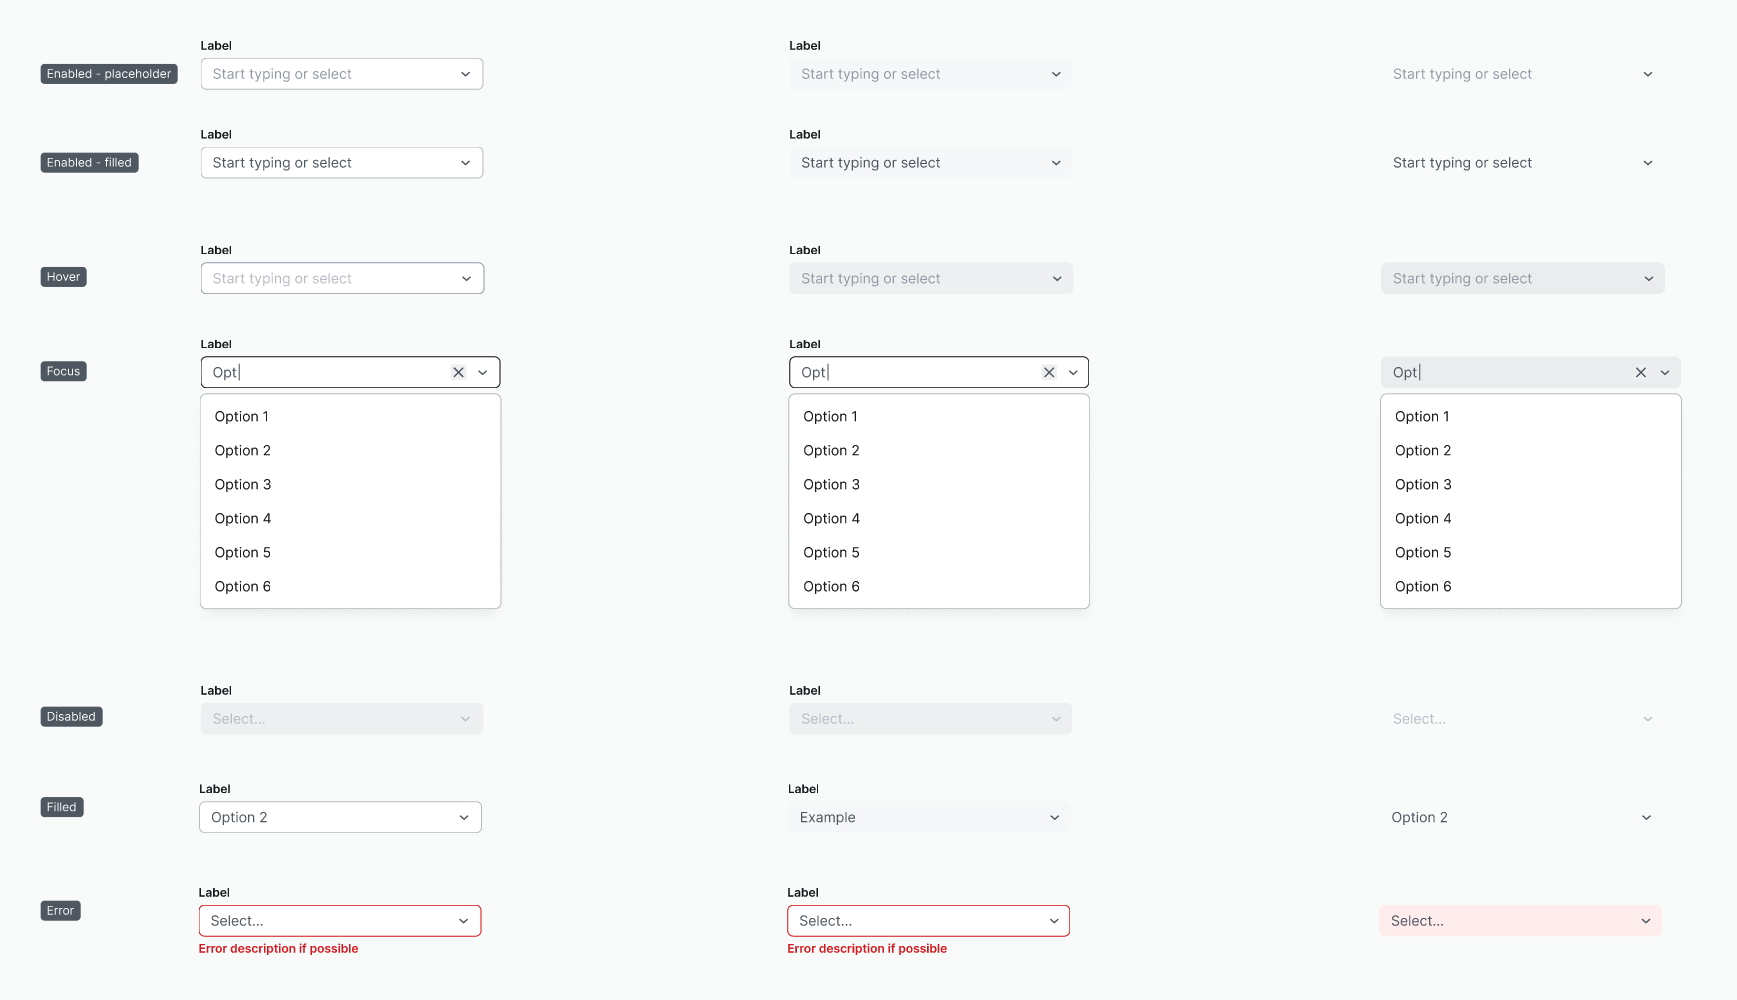 Label Label
Enabled - placeholder Start typing or select Start typing or select Start typing or select
Label Label
Enabled - filled Start typing or select Start typing or select Start typing or select
Label Label
Hover Start typing or select Start typing or select Start typing or select
Label Label
Focus Opt Opt Opt
Option 1 Option 1 Option 1
Option 2 Option 2 Option 2
Option 3 Option 3 Option 3
Option 4 Option 4 Option 4
Option 5 Option 5 Option 5
Option 6 Option 6 Option 6
Label Label
Disabled Select... Select... Select...
Label Label
Filled Option 2 Example Option 2
Label Label
Error Select... Select... Select...
Error description if possible Error description if possible